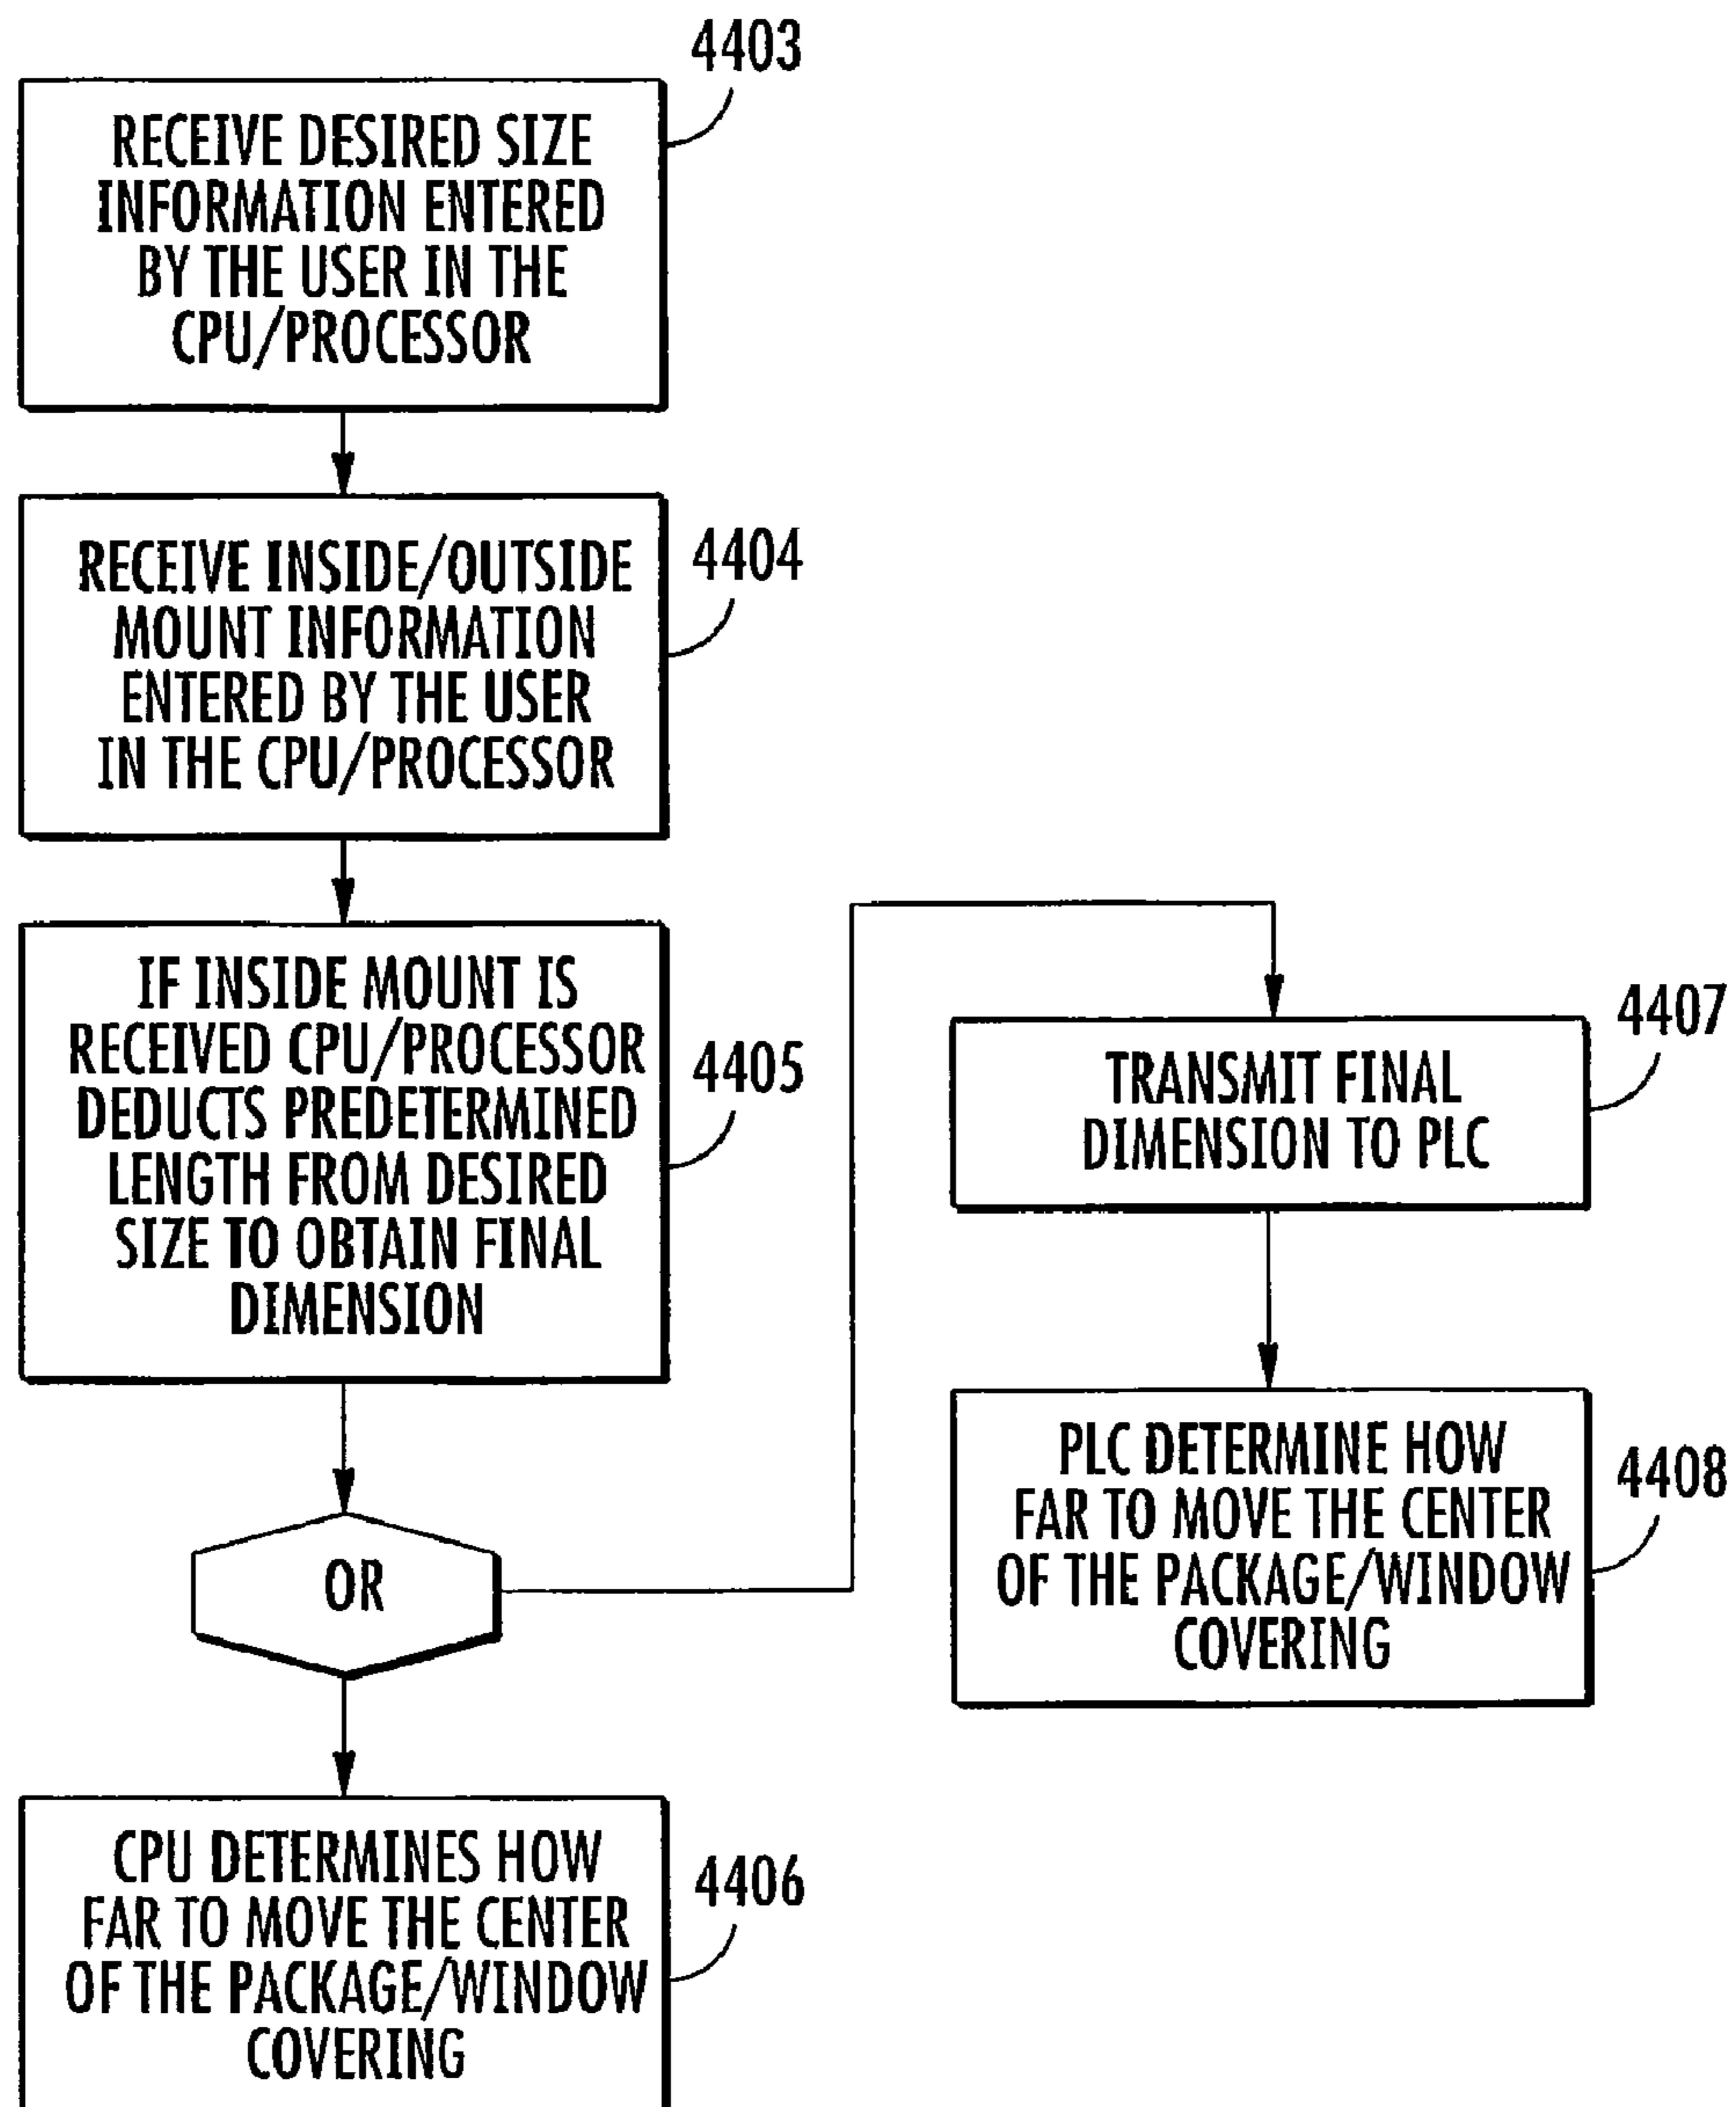 4403
RECEIVE DESIRED SIZE
INFORMATION ENTERED
BY THE USER IN THE
CPU/PROCESSOR
4404
RECEIVE INSIDE/OUTSIDE
MOUNT INFORMATION
ENTERED BY THE USER
IN THE CPU/PROCESSOR
4405
IF INSIDE MOUNT IS
RECEIVED CPU/PROCESSOR
DEDUCTS PREDETERMINED
LENGTH FROM DESIRED
SIZE TO OBTAIN FINAL
DIMENSION
OR
4406
CPU DETERMINES HOW
FAR TO MOVE THE CENTER
OF THE PACKAGE/WINDOW
COVERING
4407
TRANSMIT FINAL
DIMENSION TO PLC
4408
PLC DETERMINE HOW
FAR TO MOVE THE CENTER
OF THE PACKAGE/WINDOW
COVERING